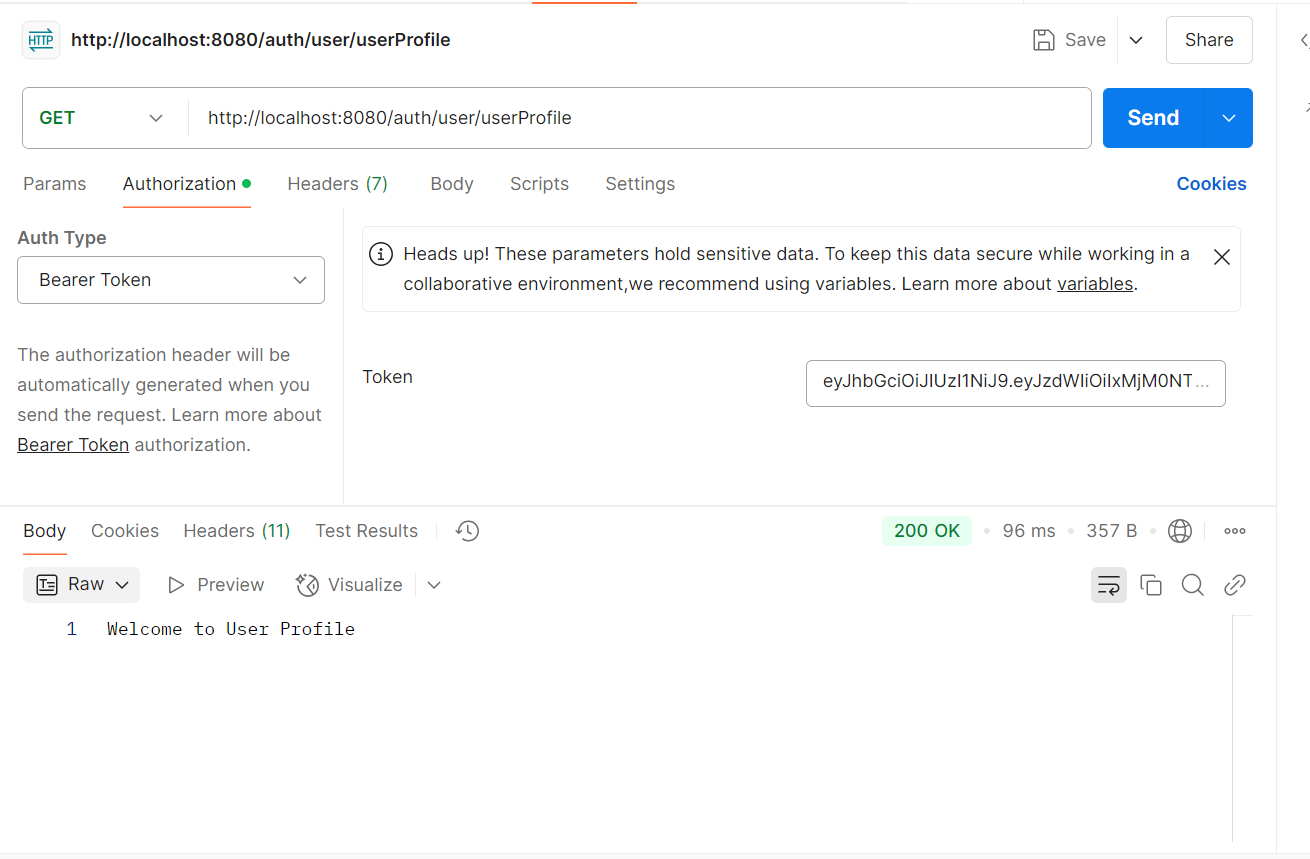 HTTP
http://localhost:8080/auth/user/userProfile
Save
Share
GET
http://localhost:8080/auth/user/userProfile
Send
Params
Authorization
Headers (7)
Body
Scripts
Settings
Cookies
Auth Type
Bearer Token
The authorization header will be
automatically generated when you
send the request. Learn more about
Bearer Token authorization.
Heads up! These parameters hold sensitive data. To keep this data secure while working in a
collaborative environment,we recommend using variables. Learn more about variables.
Token
eyJhbGciOiJIUzI1NiJ9.eyJzdWIiOiIxMjM0NT...
Body
Cookies
Headers (11)
Test Results
200 OK
96 ms
357 B
Raw
Preview
Visualize
1 Welcome to User Profile